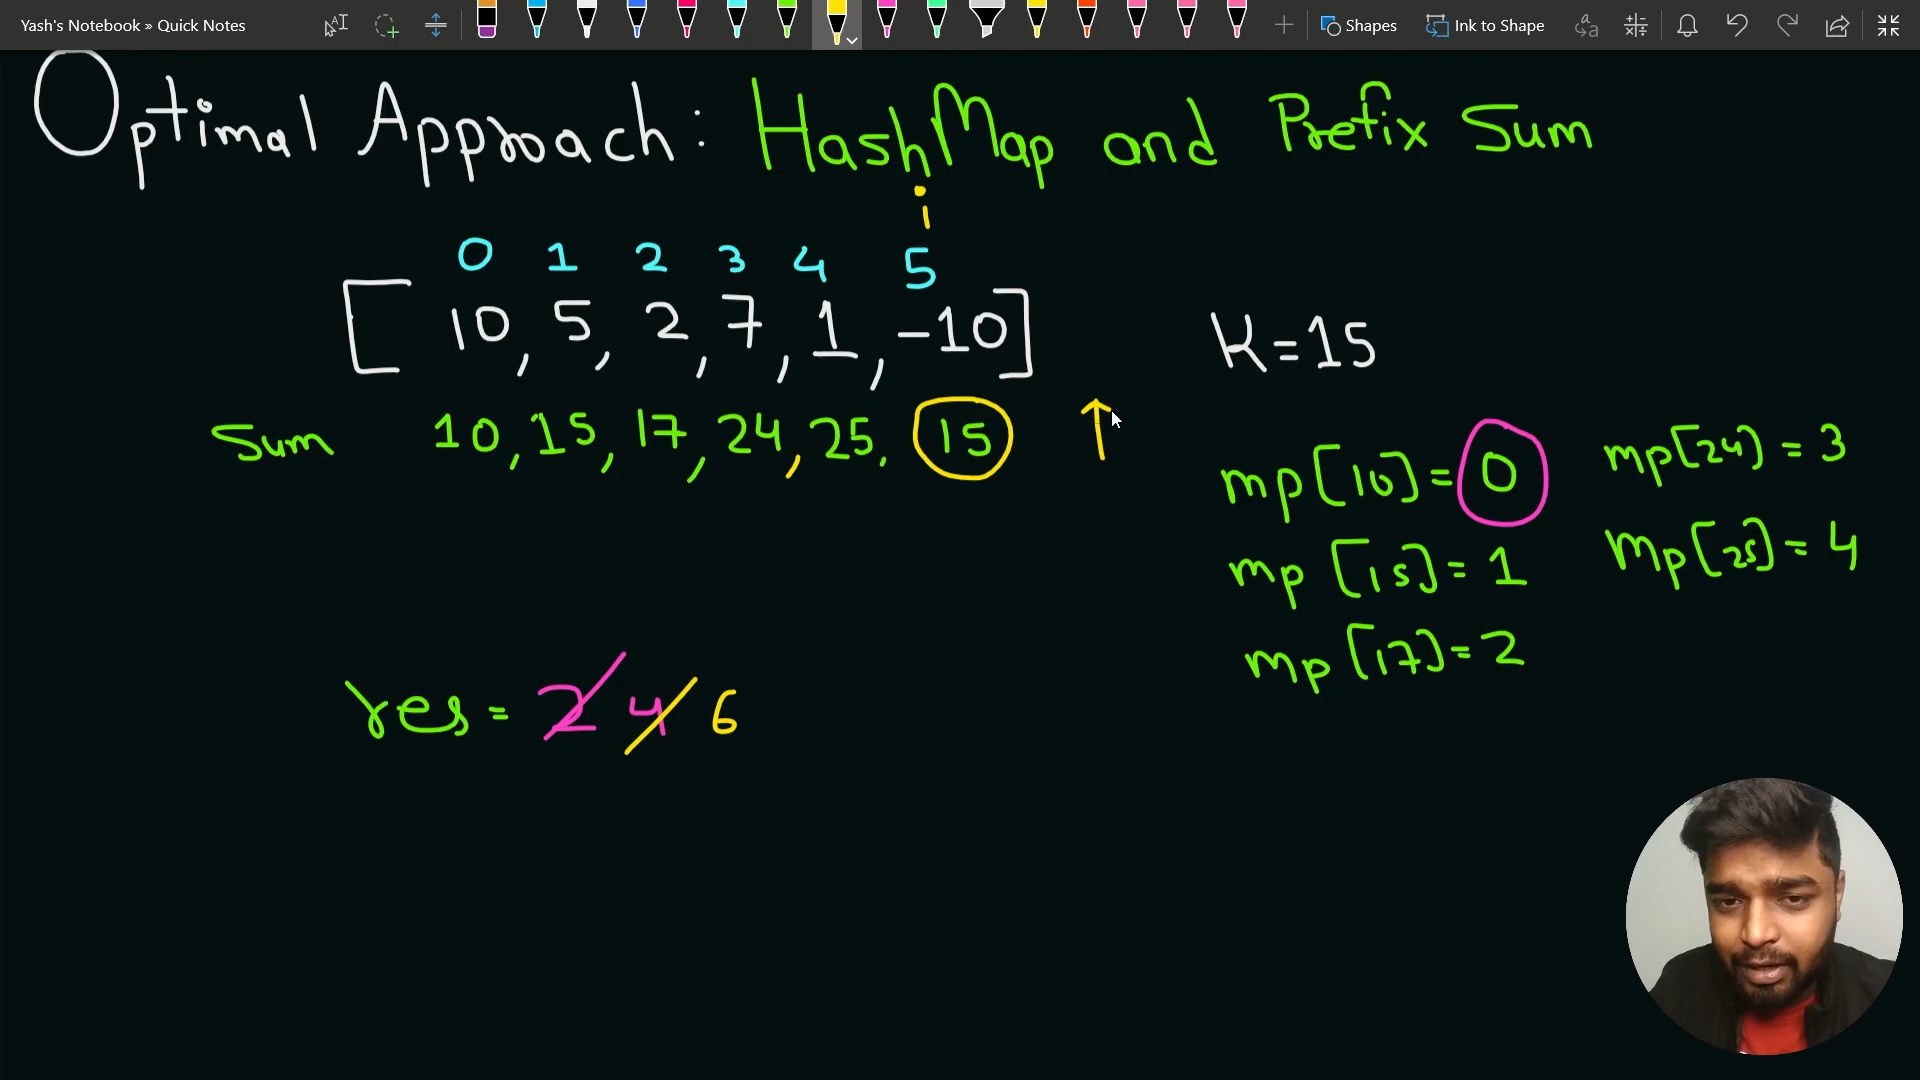 Yash's Notebook » Quick Notes
Shapes
Ink to Shape
Optimal Approach: HashMap and Prefix Sum
i
0 1 2 3 4 5
[ 10, 5, 2, 7, 1, -10]
K=15
Sum 10, 15, 17, 24, 25, 15
mp[10]=0
mp[24]=3
mp[15]=1
mp[25]=4
mp[17]=2
res = 2 4 6